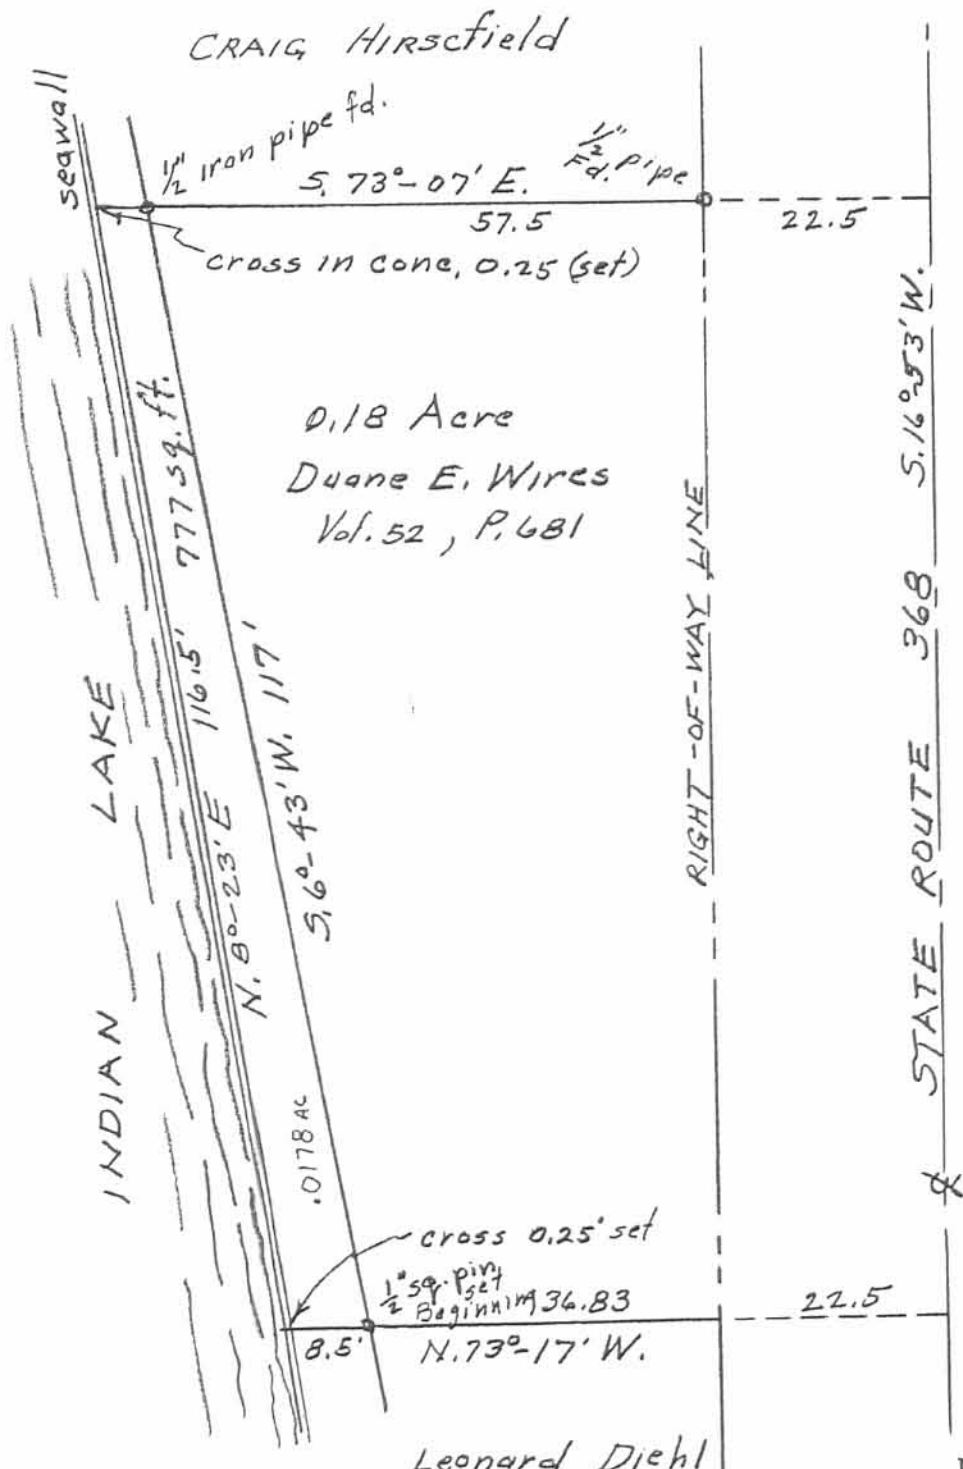 CRAIG HIRSCfield
seawall
1/2" iron pipe fd.
S. 73°-07' E.
57.5
1/2"
Fd. Pipe
22.5
cross in conc, 0.25 (set)
0.18 Acre
Duane E. Wires
Vol. 52, P. 681
777 sq. ft.
N. 8°-23' E 116.5'
S. 6°-43' W. 117'
INDIAN LAKE
RIGHT-OF-WAY LINE
STATE ROUTE 368 S. 16°-53' W.
.0178 AC
cross 0.25' set
1/2" sq. pin
set
Beginning
36.83
22.5
8.5'
N. 73°-17' W.
Leonard Diehl